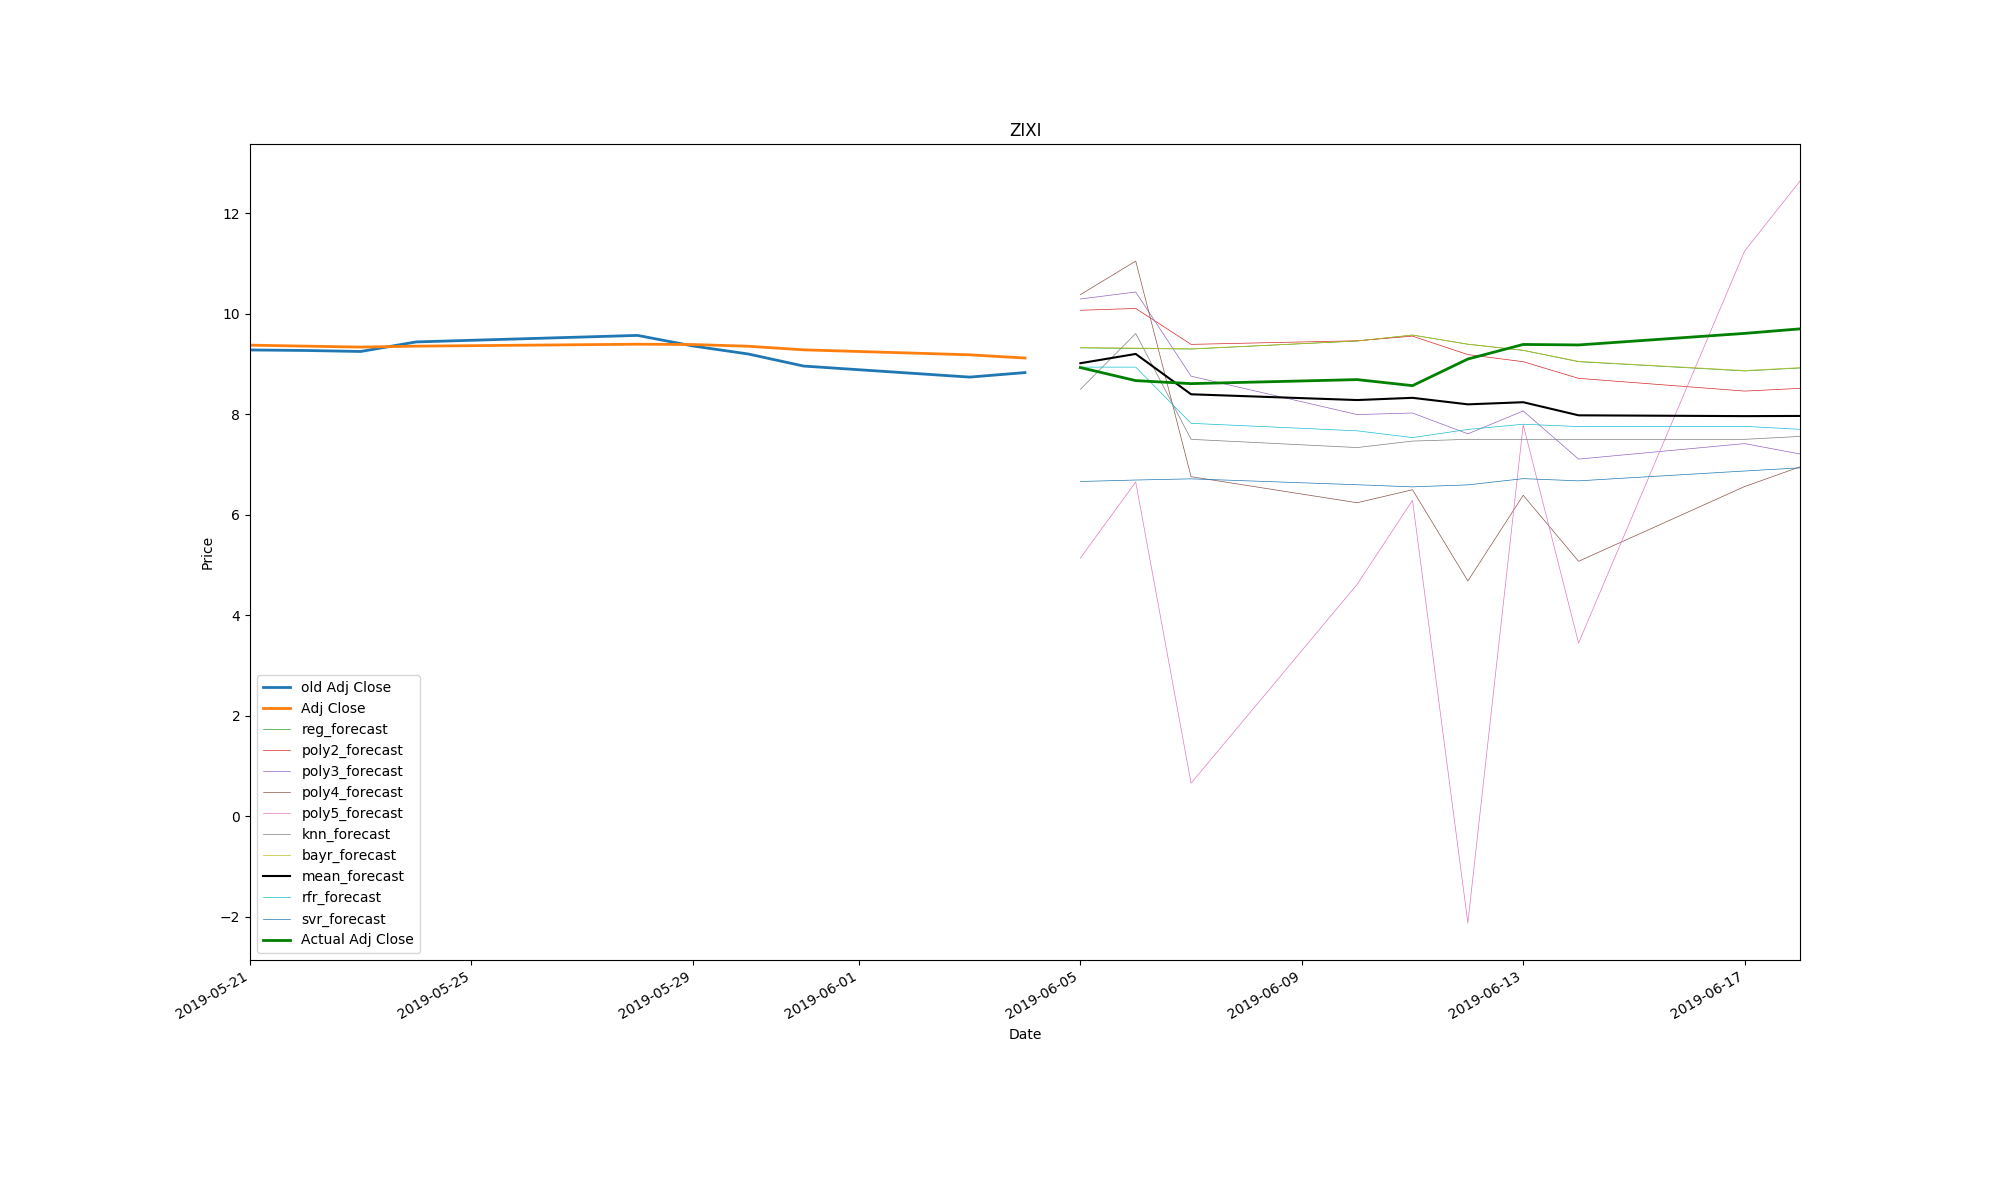 ZIXI
12
10
8
6
4
2
0
−2
Price
old Adj Close
Adj Close
reg_forecast
poly2_forecast
poly3_forecast
poly4_forecast
poly5_forecast
knn_forecast
bayr_forecast
mean_forecast
rfr_forecast
svr_forecast
Actual Adj Close
2019-05-21
2019-05-25
2019-05-29
2019-06-01
2019-06-05
2019-06-09
2019-06-13
2019-06-17
Date